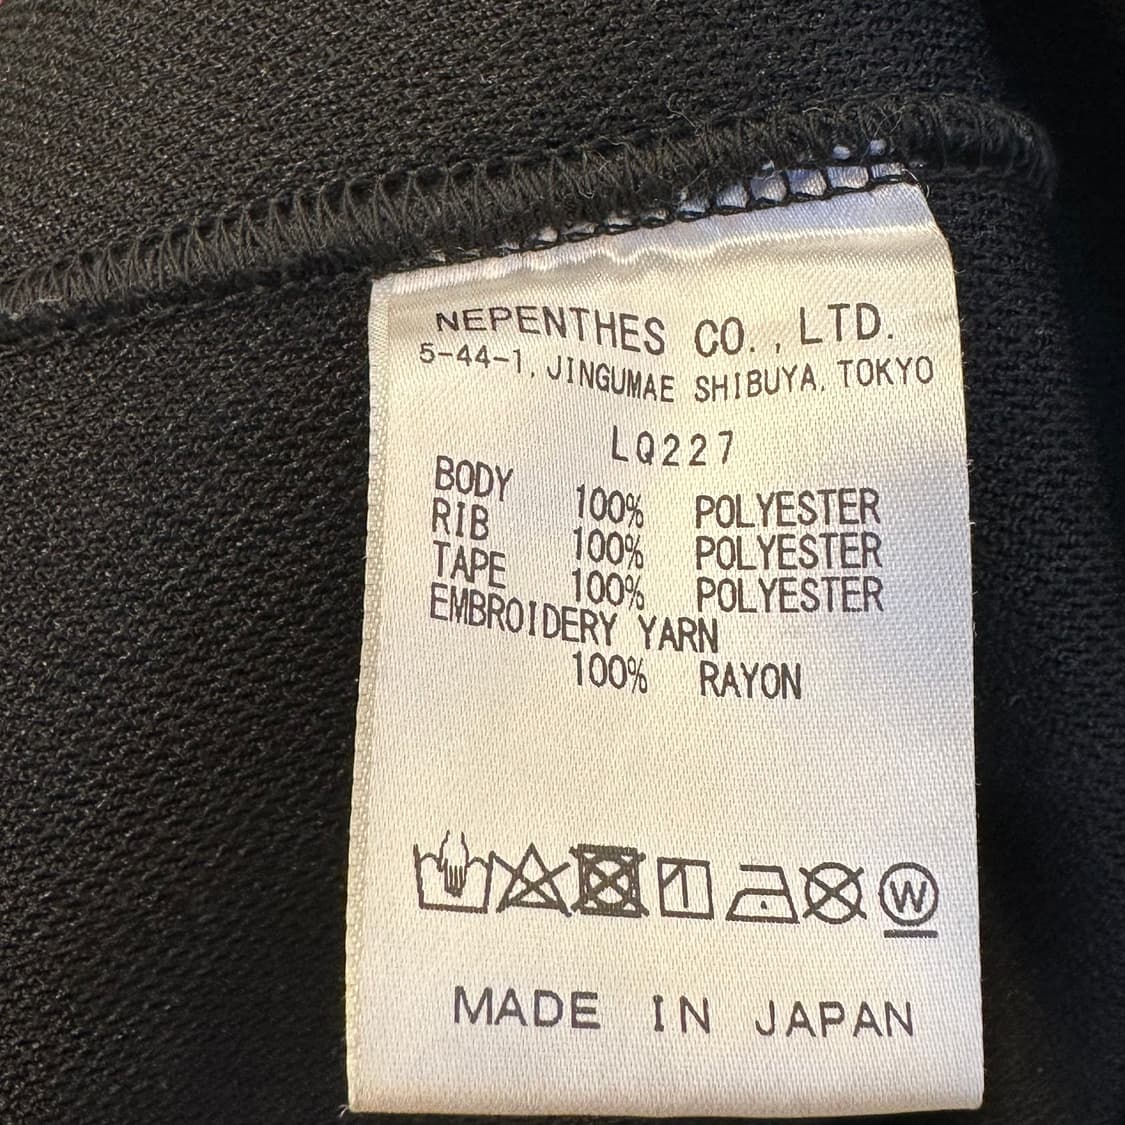 NEPENTHES CO., LTD.
5-44-1, JINGUMAE SHIBUYA, TOKYO
LQ227
BODY 100% POLYESTER
RIB 100% POLYESTER
TAPE 100% POLYESTER
EMBROIDERY YARN
100% RAYON
W
MADE IN JAPAN